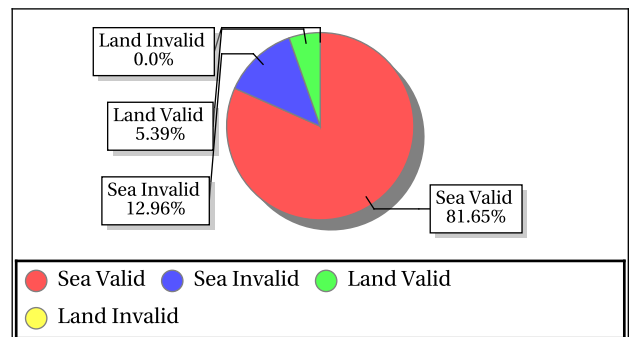 Land Invalid
0.0%
Land Valid
5.39%
Sea Invalid
12.96%
Sea Valid
81.65%
Sea Valid Sea Invalid Land Valid
Land Invalid